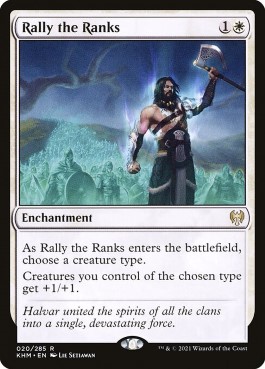 Rally the Ranks 1
Enchantment
As Rally the Ranks enters the battlefield,
choose a creature type.
Creatures you control of the chosen type
get +1/+1.
Halvar united the spirits of all the clans
into a single, devastating force.
020/285 R
KHM • EN Lie Setiawan
™ & © 2021 Wizards of the Coast